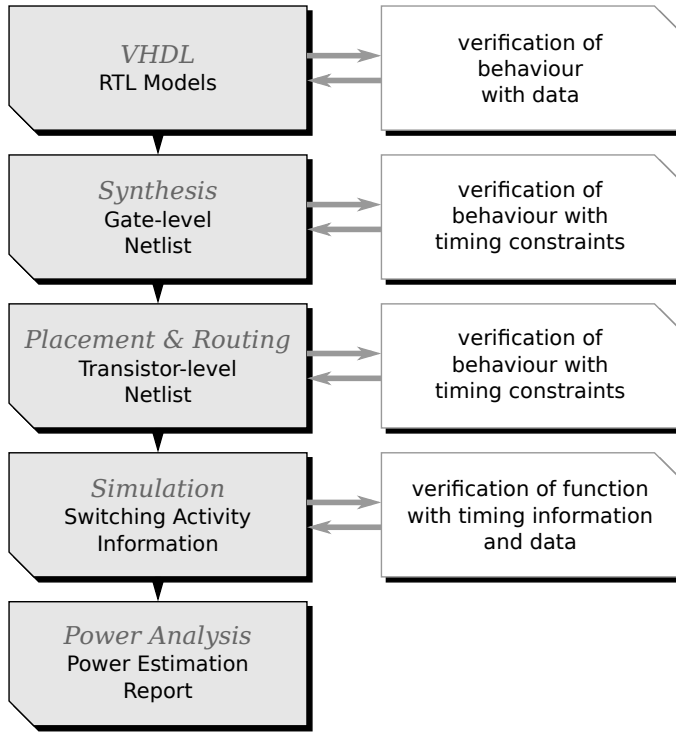 VHDL
RTL Models
verification of
behaviour
with data
Synthesis
Gate-level
Netlist
verification of
behaviour with
timing constraints
Placement & Routing
Transistor-level
Netlist
verification of
behaviour with
timing constraints
Simulation
Switching Activity
Information
verification of function
with timing information
and data
Power Analysis
Power Estimation
Report